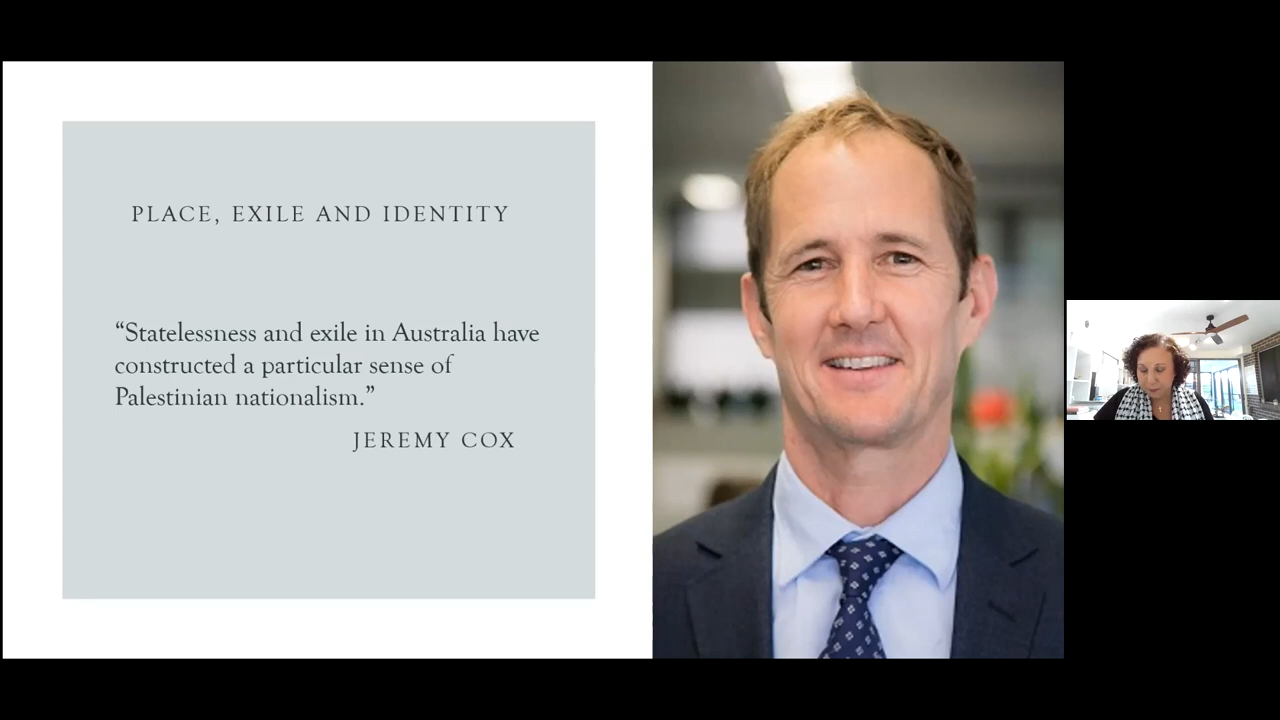 PLACE, EXILE AND IDENTITY
“Statelessness and exile in Australia have
constructed a particular sense of
Palestinian nationalism.”
JEREMY COX